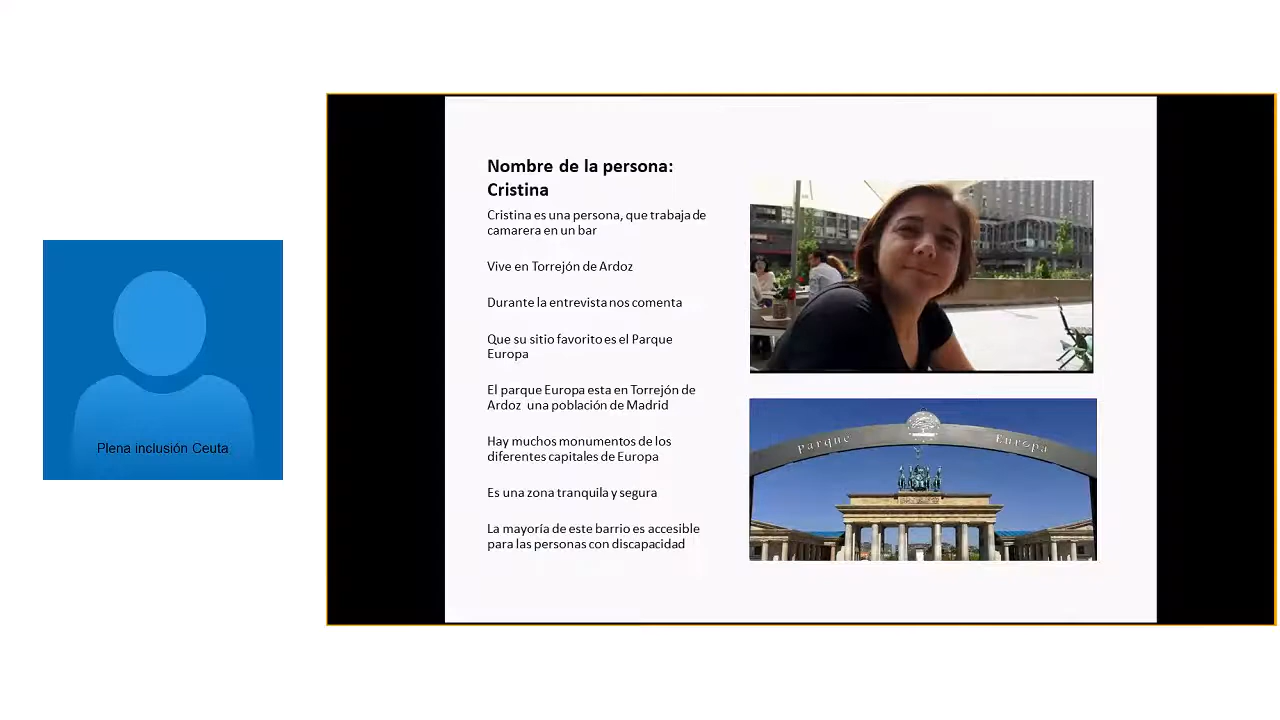 Nombre de la persona:
Cristina
Cristina es una persona, que trabaja de
camarera en un bar
Vive en Torrejón de Ardoz
Durante la entrevista nos comenta
Que su sitio favorito es el Parque
Europa
El parque Europa esta en Torrejón de
Ardoz una población de Madrid
Hay muchos monumentos de los
diferentes capitales de Europa
Es una zona tranquila y segura
La mayoría de este barrio es accesible
para las personas con discapacidad
Parque Europa
Plena inclusión Ceuta